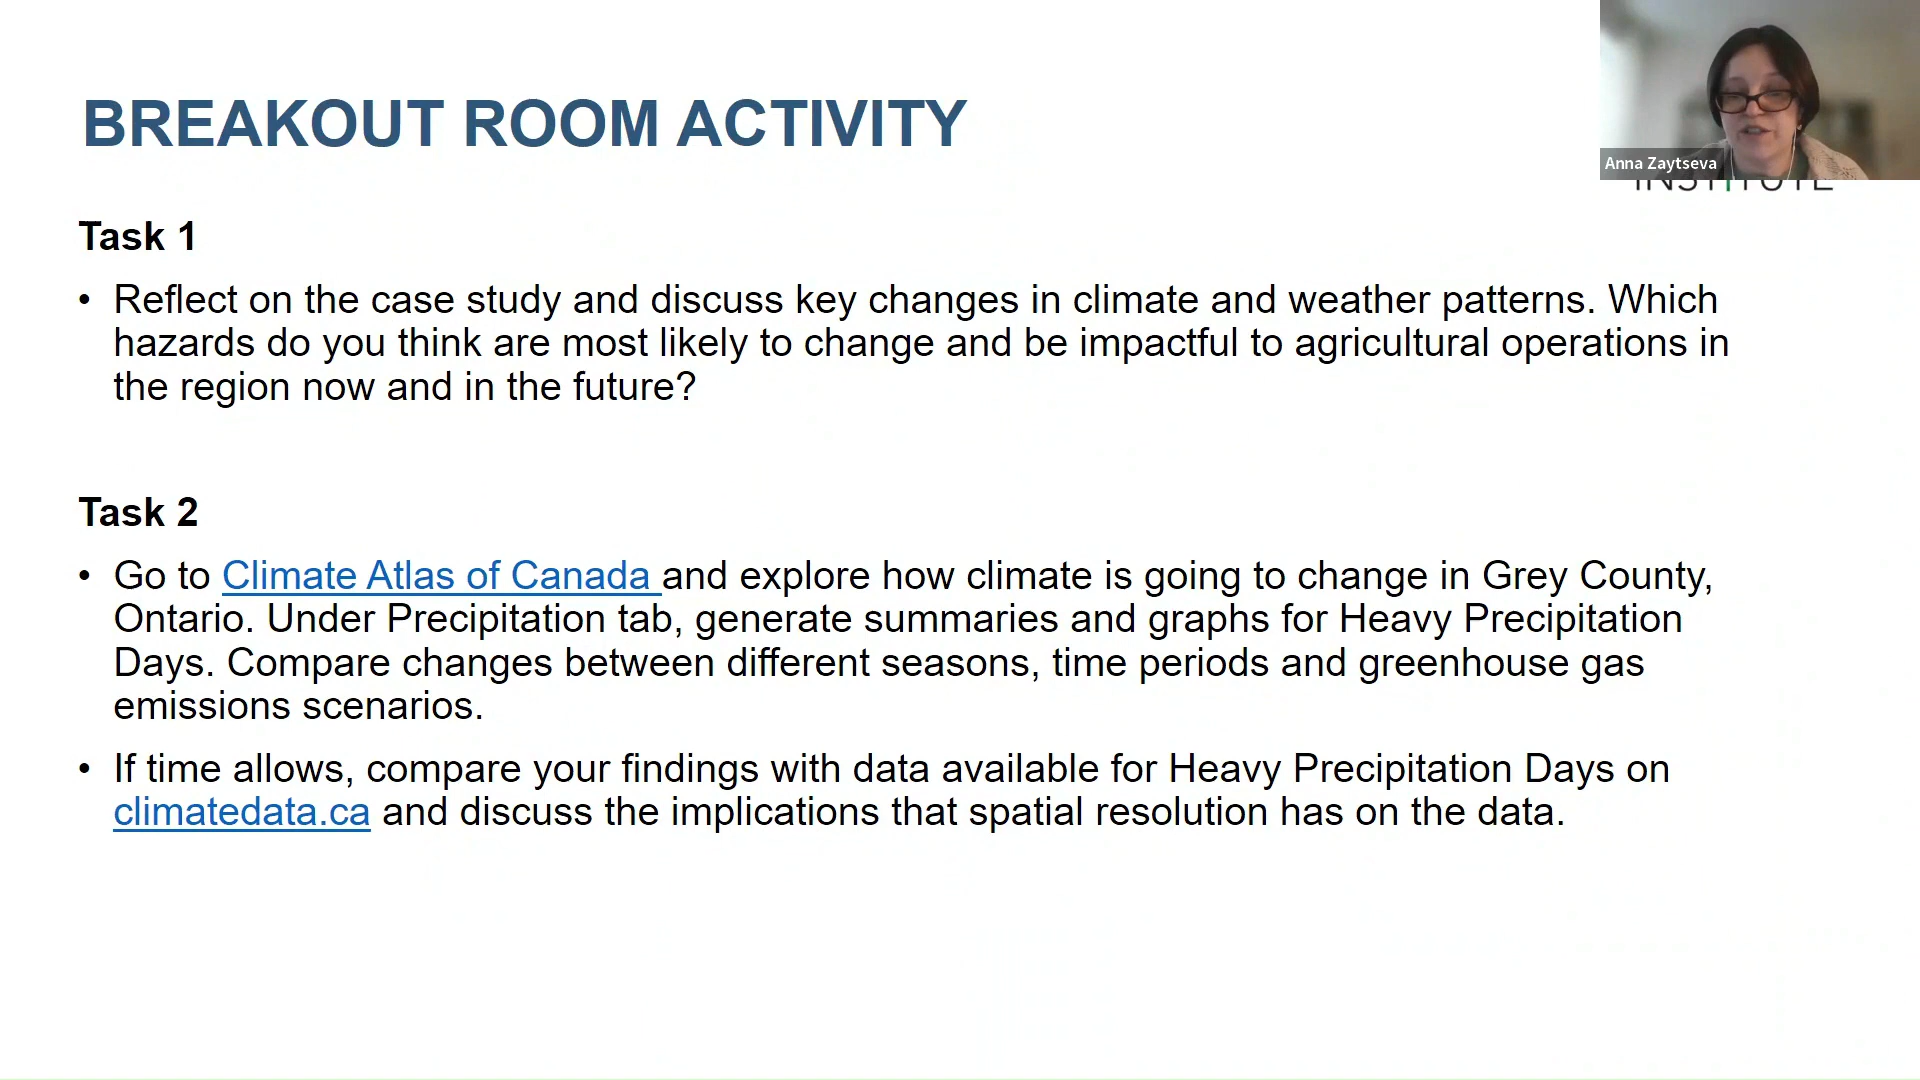 BREAKOUT ROOM ACTIVITY
Anna Zaytseva
INSTITUTE
Task 1
• Reflect on the case study and discuss key changes in climate and weather patterns. Which
hazards do you think are most likely to change and be impactful to agricultural operations in
the region now and in the future?
Task 2
• Go to Climate Atlas of Canada and explore how climate is going to change in Grey County,
Ontario. Under Precipitation tab, generate summaries and graphs for Heavy Precipitation
Days. Compare changes between different seasons, time periods and greenhouse gas
emissions scenarios.
• If time allows, compare your findings with data available for Heavy Precipitation Days on
climatedata.ca and discuss the implications that spatial resolution has on the data.